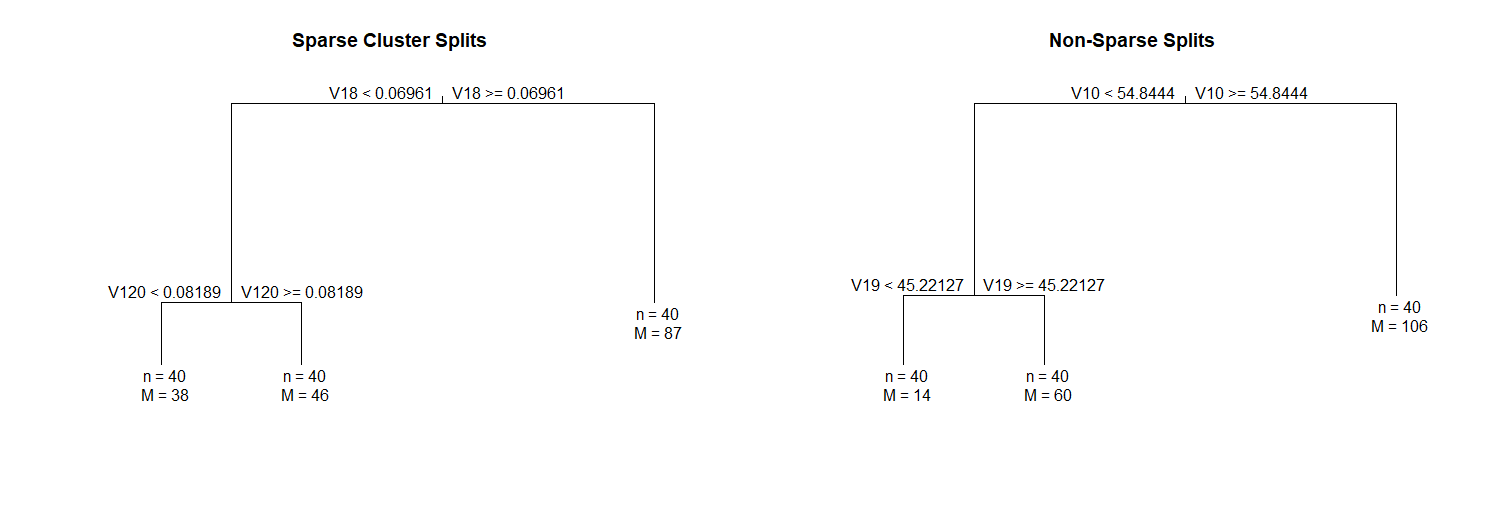 Sparse Cluster Splits
V18 < 0.06961 V18 >= 0.06961
V120 < 0.08189 V120 >= 0.08189
n = 40
M = 38
n = 40
M = 46
n = 40
M = 87
Non-Sparse Splits
V10 < 54.8444 V10 >= 54.8444
V19 < 45.22127 V19 >= 45.22127
n = 40
M = 14
n = 40
M = 60
n = 40
M = 106